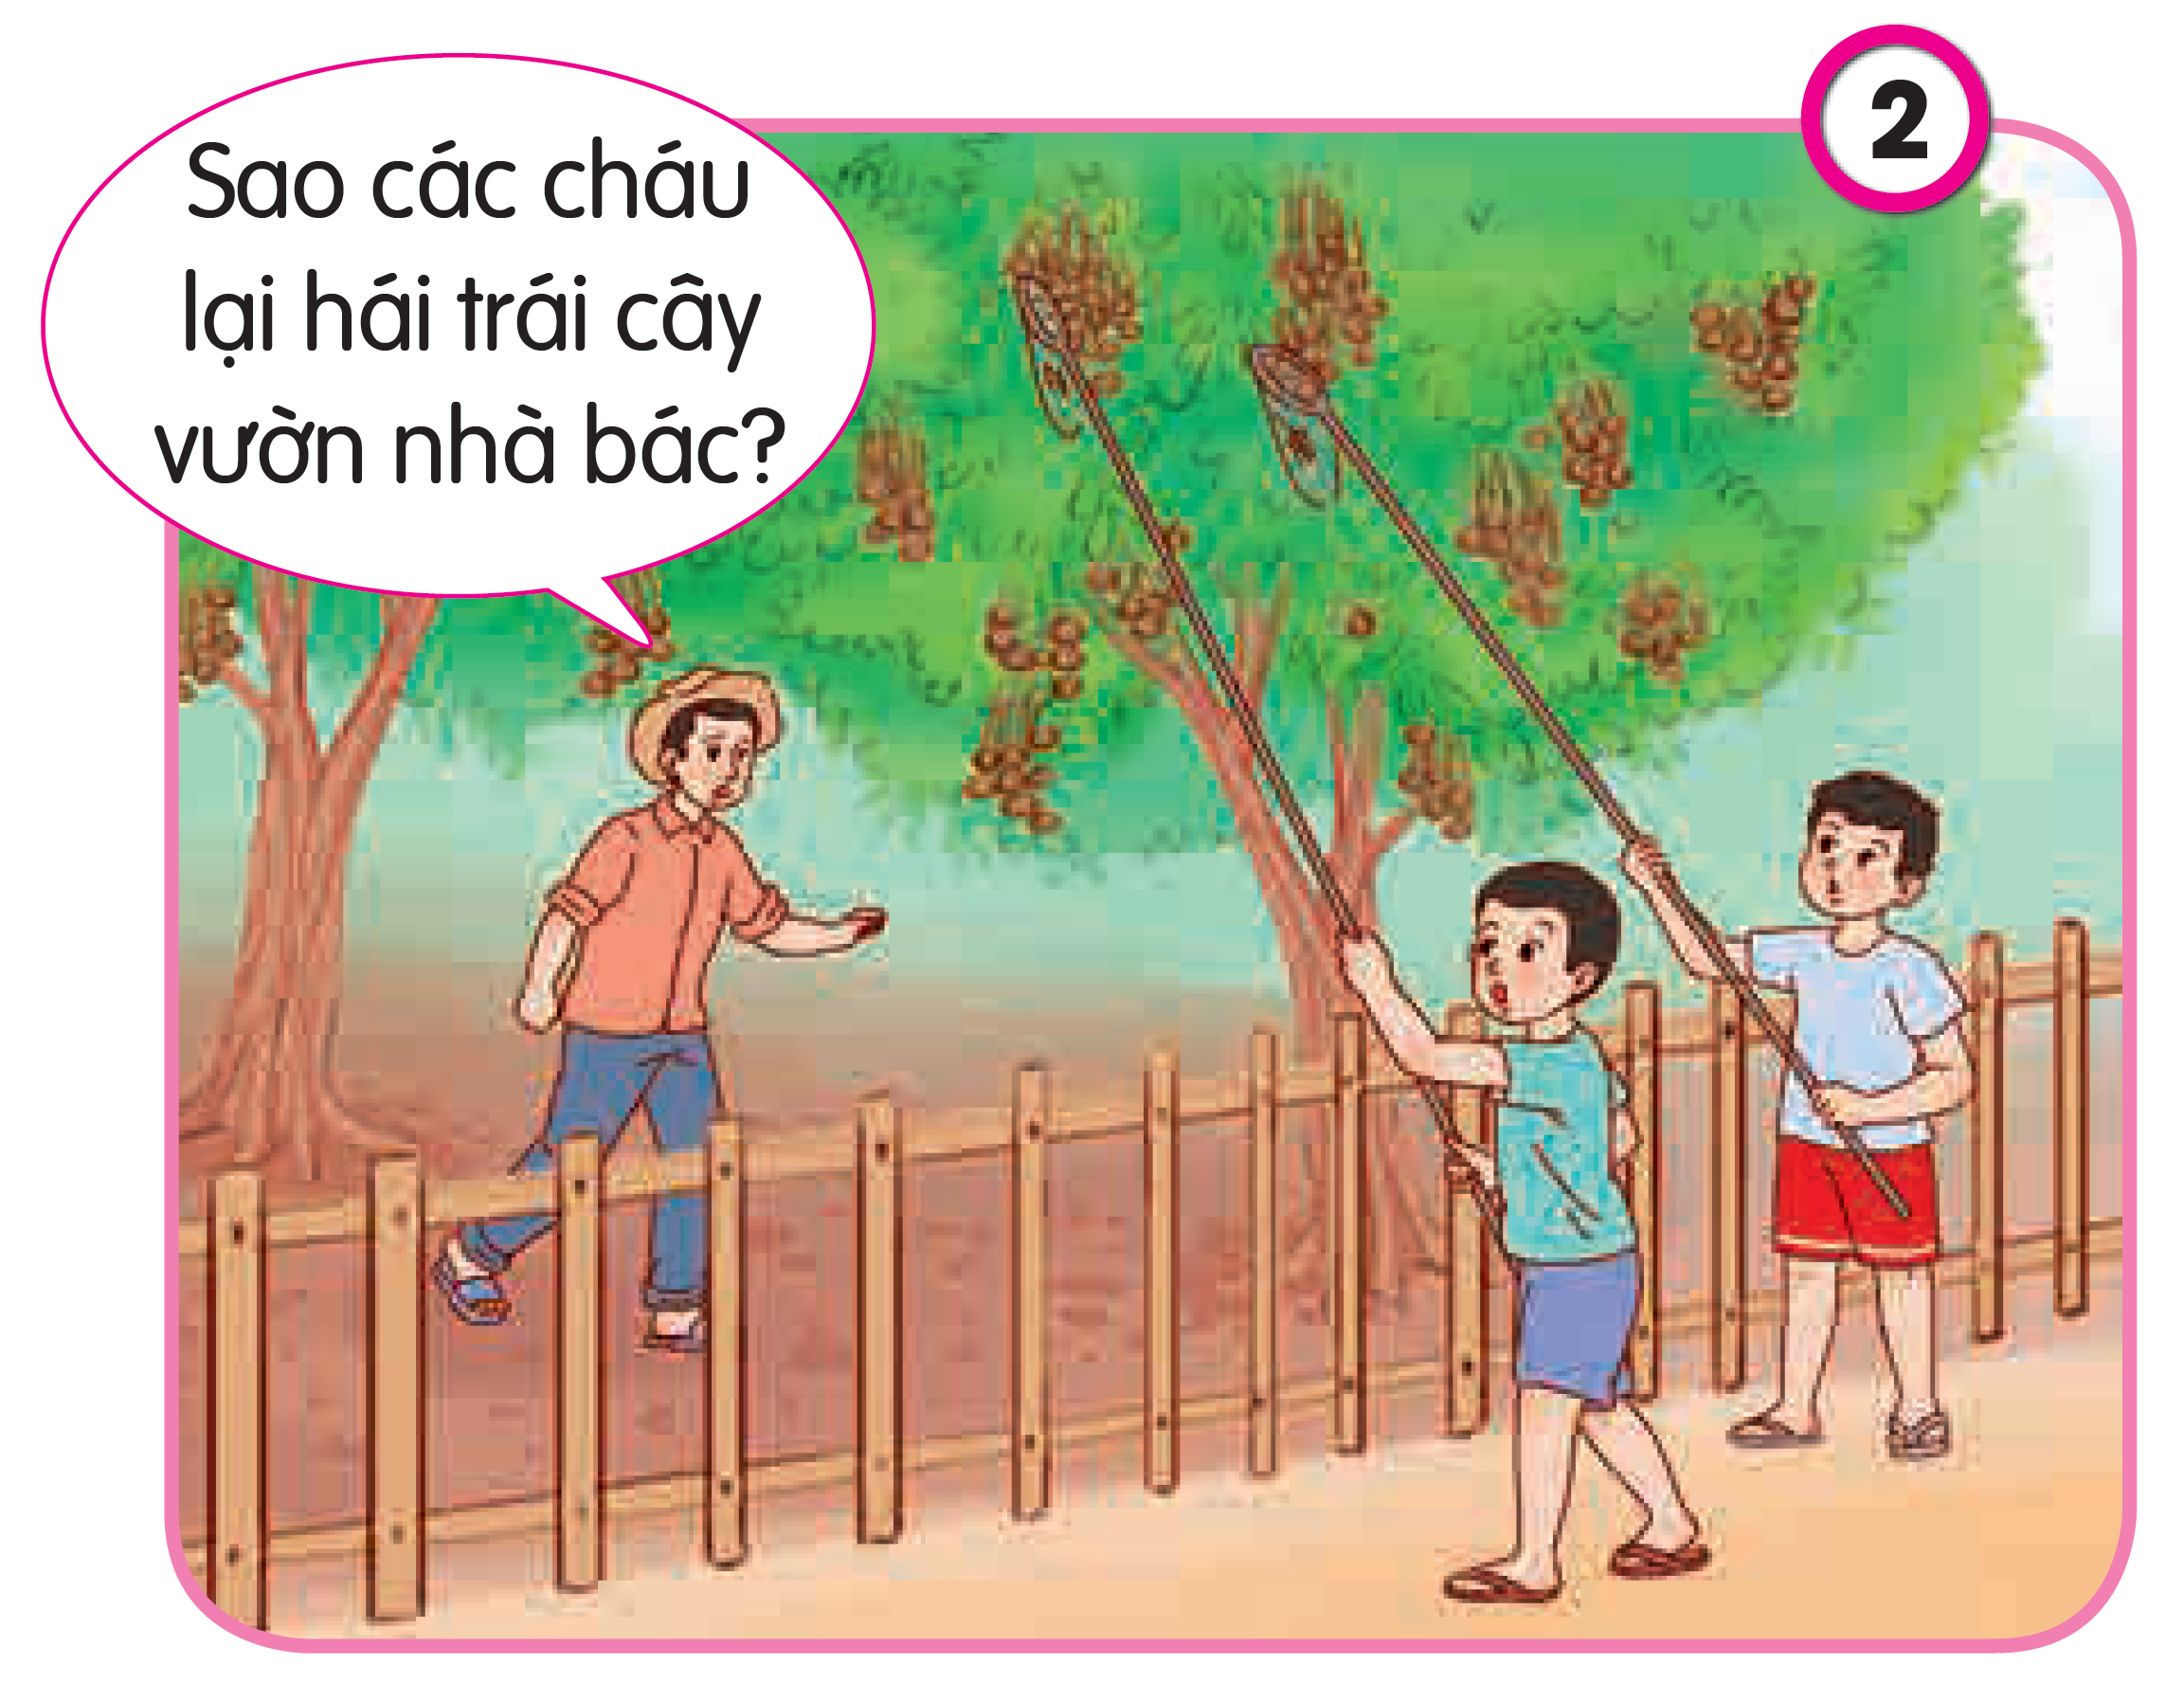 Sao các cháu
lại hái trái cây
vườn nhà bác?
2